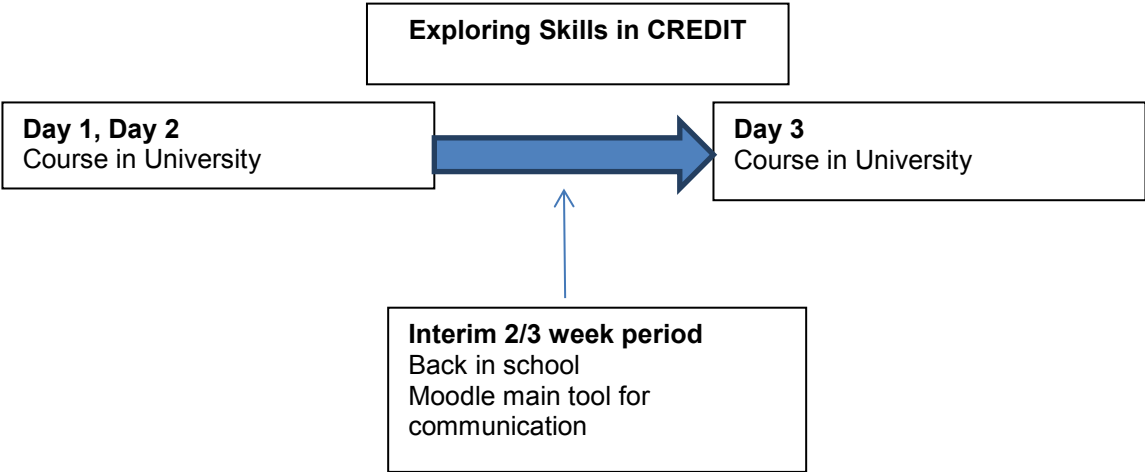 Exploring Skills in CREDIT
Day 1, Day 2
Course in University
Day 3
Course in University
Interim 2/3 week period
Back in school
Moodle main tool for
communication